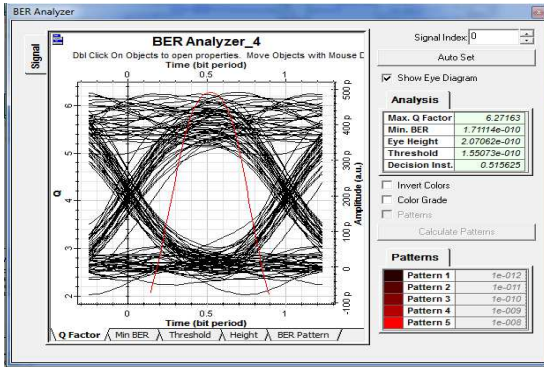 BER Analyzer
Signal
BER Analyzer_4
Dbl Click On Objects to open properties. Move Objects with Mouse D
Time (bit period)
0 0.5 1
Q
6
5
4
3
2
Amplitude (a.u.)
500 p
400 p
300 p
200 p
100 p
0
-100 p
0 0.5 1
Time (bit period)
Q Factor Min BER Threshold Height BER Pattern
Signal Index: 0
Auto Set
Show Eye Diagram
Analysis
Max. Q Factor 6.27163
Min. BER 1.71114e-010
Eye Height 2.07062e-010
Threshold 1.55073e-010
Decision Inst. 0.515625
Invert Colors
Color Grade
Patterns
Calculate Patterns
Patterns
Pattern 1 1e-012
Pattern 2 1e-011
Pattern 3 1e-010
Pattern 4 1e-009
Pattern 5 1e-008